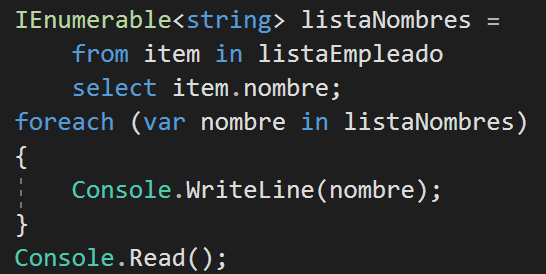 IEnumerable<string> listaNombres =
    from item in listaEmpleado
    select item.nombre;
foreach (var nombre in listaNombres)
{
    Console.WriteLine(nombre);
}
Console.Read();